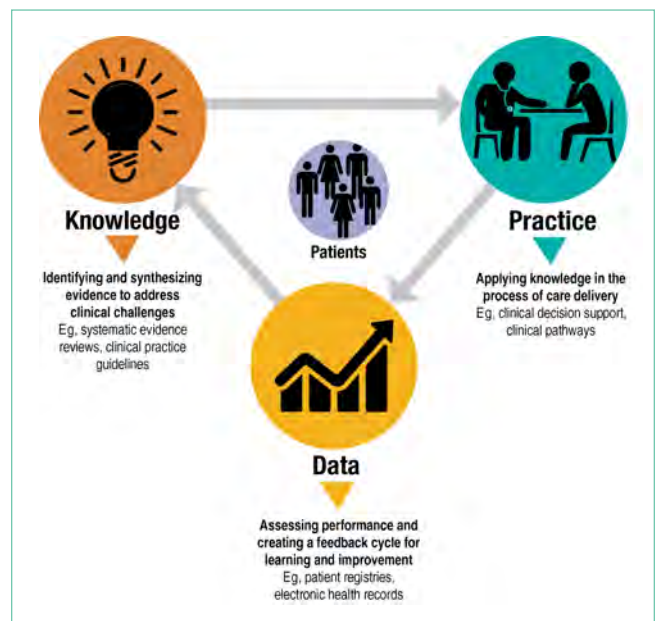 Knowledge
Identifying and synthesizing
evidence to address
clinical challenges
Eg, systematic evidence
reviews, clinical practice
guidelines
Patients
Practice
Applying knowledge in the
process of care delivery
Eg, clinical decision support,
clinical pathways
Data
Assessing performance and
creating a feedback cycle for
learning and improvement
Eg, patient registries,
electronic health records